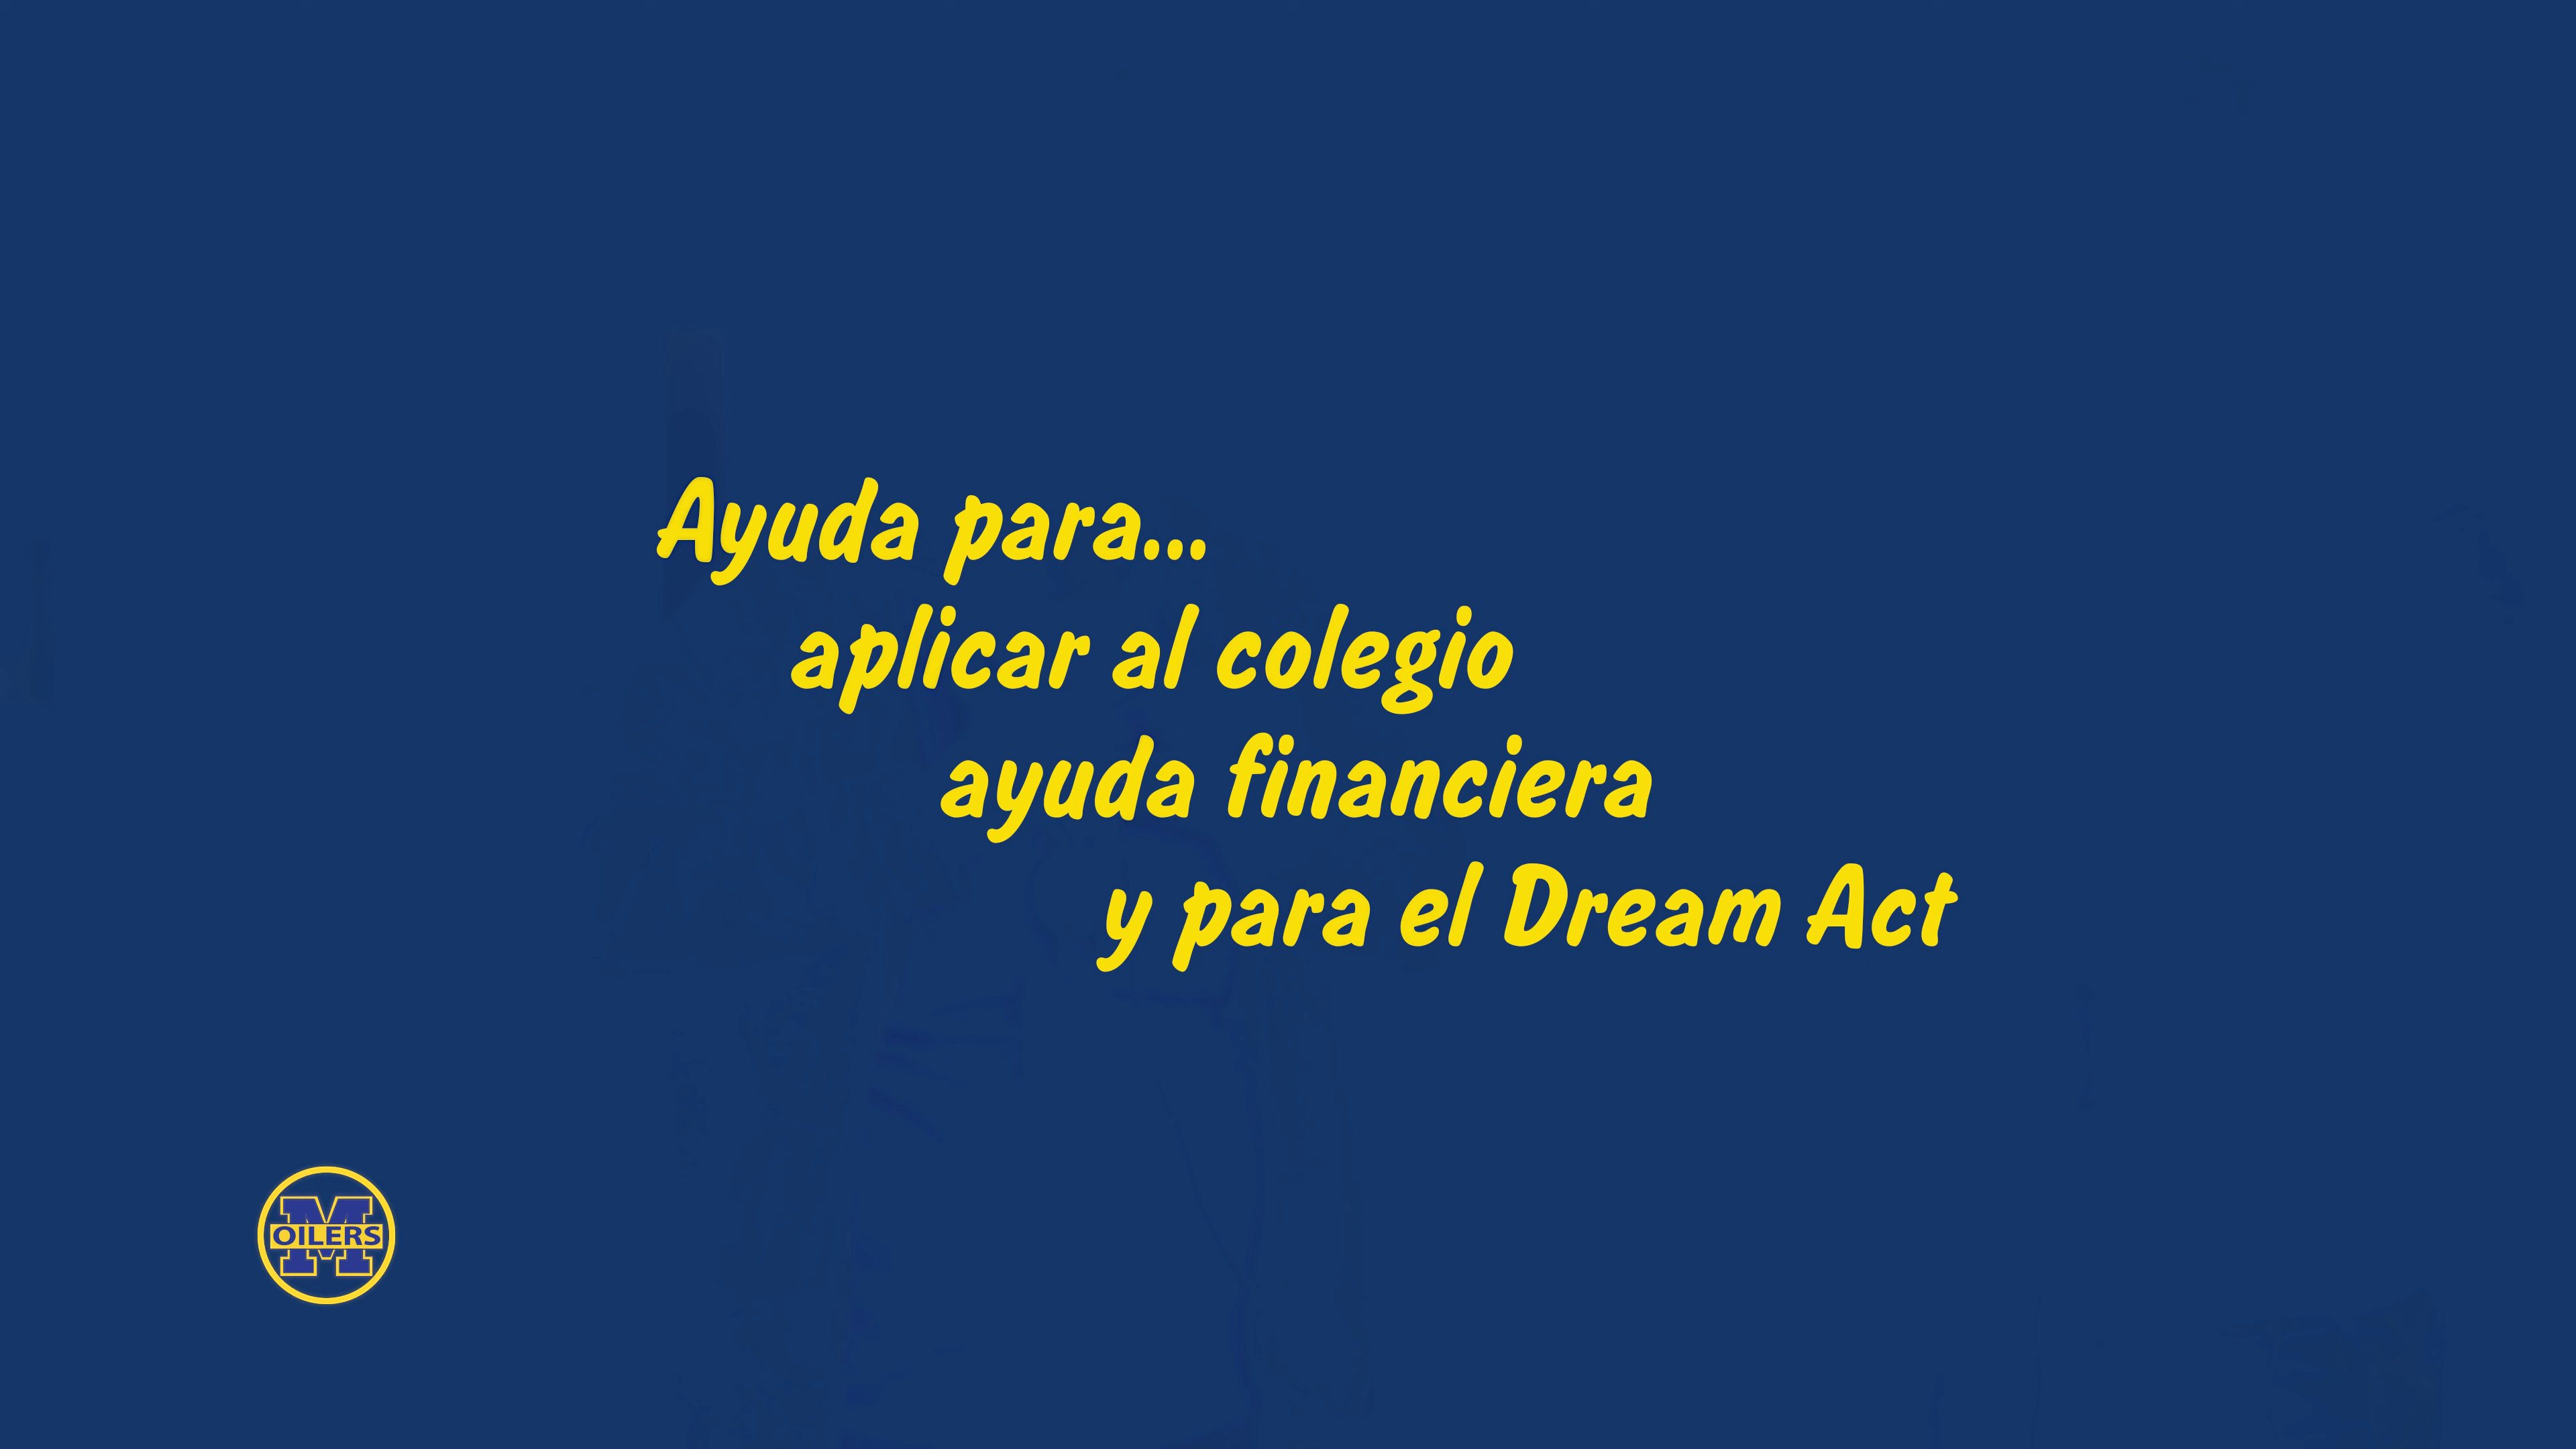 Ayuda para...
aplicar al colegio
ayuda financiera
y para el Dream Act
M
OILERS